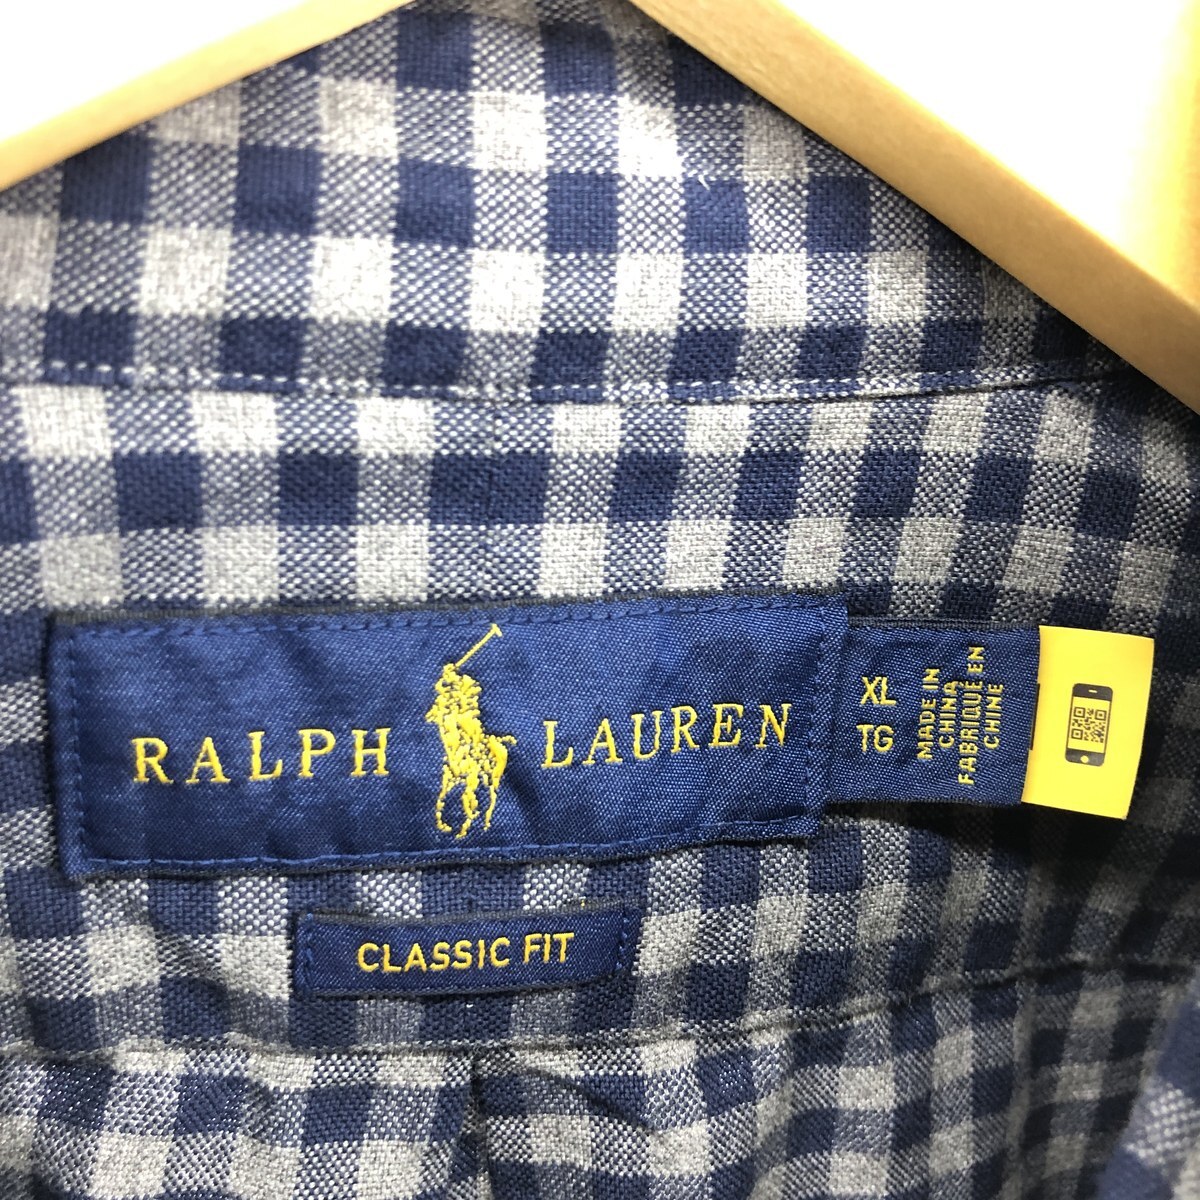 RALPH LAUREN
XL
TG
MADE IN
CHINA
FABRIQUÉ EN
CHINE
CLASSIC FIT